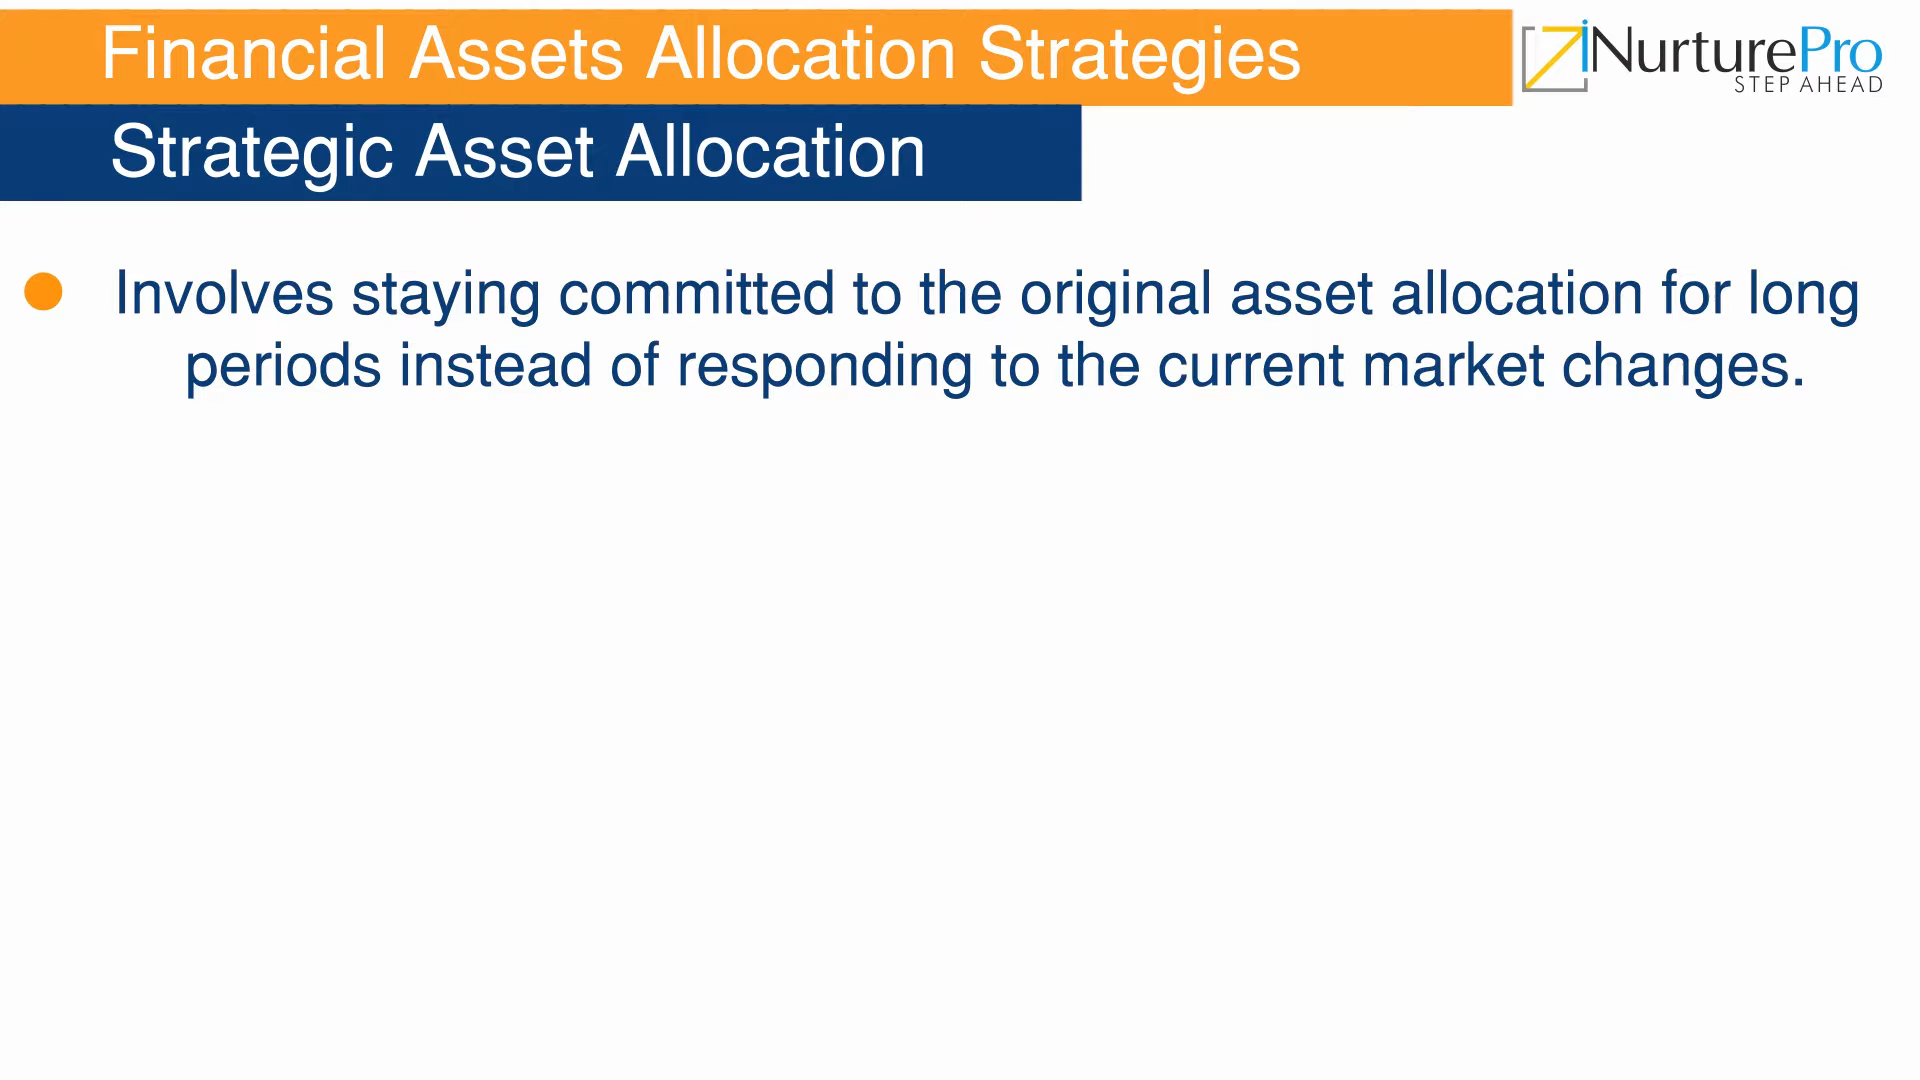 Financial Assets Allocation Strategies
iNurturePro
STEP AHEAD
Strategic Asset Allocation
Involves staying committed to the original asset allocation for long
periods instead of responding to the current market changes.